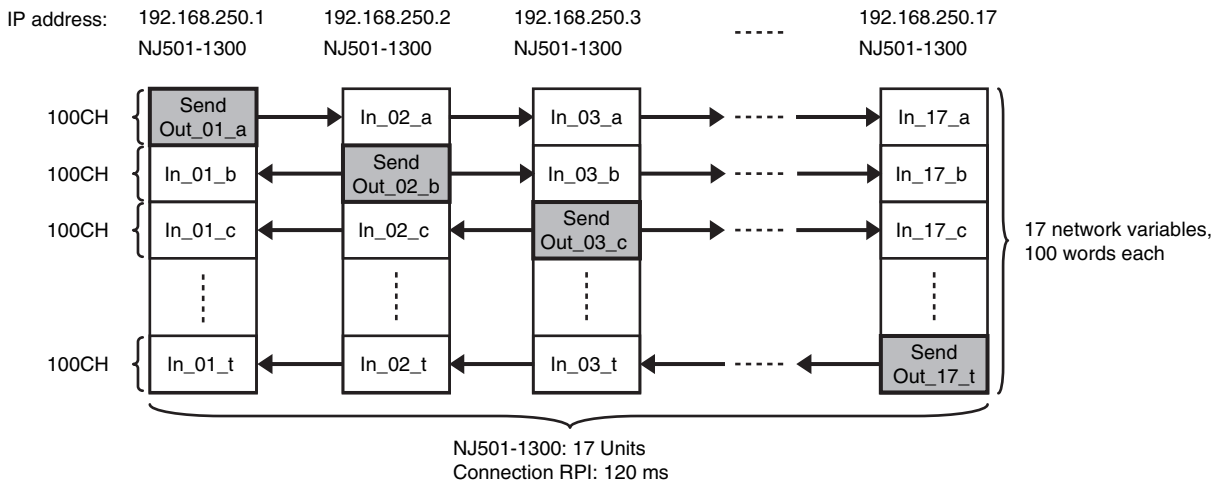 IP address: 192.168.250.1 192.168.250.2 192.168.250.3 192.168.250.17
NJ501-1300 NJ501-1300 NJ501-1300 NJ501-1300
100CH Send Out_01_a In_02_a In_03_a In_17_a
100CH In_01_b Send Out_02_b In_03_b In_17_b
100CH In_01_c In_02_c Send Out_03_c In_17_c
17 network variables,
100 words each
100CH In_01_t In_02_t In_03_t Send Out_17_t
NJ501-1300: 17 Units
Connection RPI: 120 ms